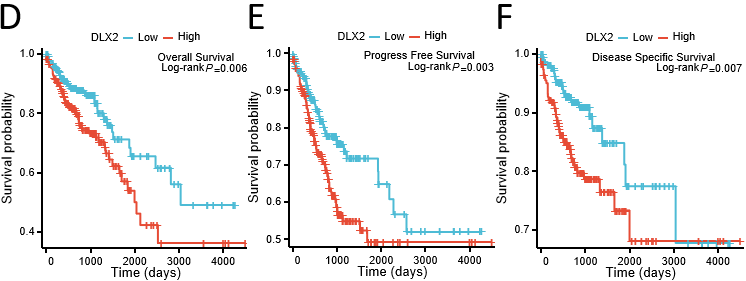 D
DLX2 Low High
Overall Survival
Log-rank P=0.006
Survival probability
1.0
0.8
0.6
0.4
0 1000 2000 3000 4000
Time (days)
E
DLX2 Low High
Progress Free Survival
Log-rank P=0.003
Survival probability
1.0
0.9
0.8
0.7
0.6
0.5
0 1000 2000 3000 4000
Time (days)
F
DLX2 Low High
Disease Specific Survival
Log-rank P=0.007
Survival probability
1.0
0.9
0.8
0.7
0 1000 2000 3000 4000
Time (days)